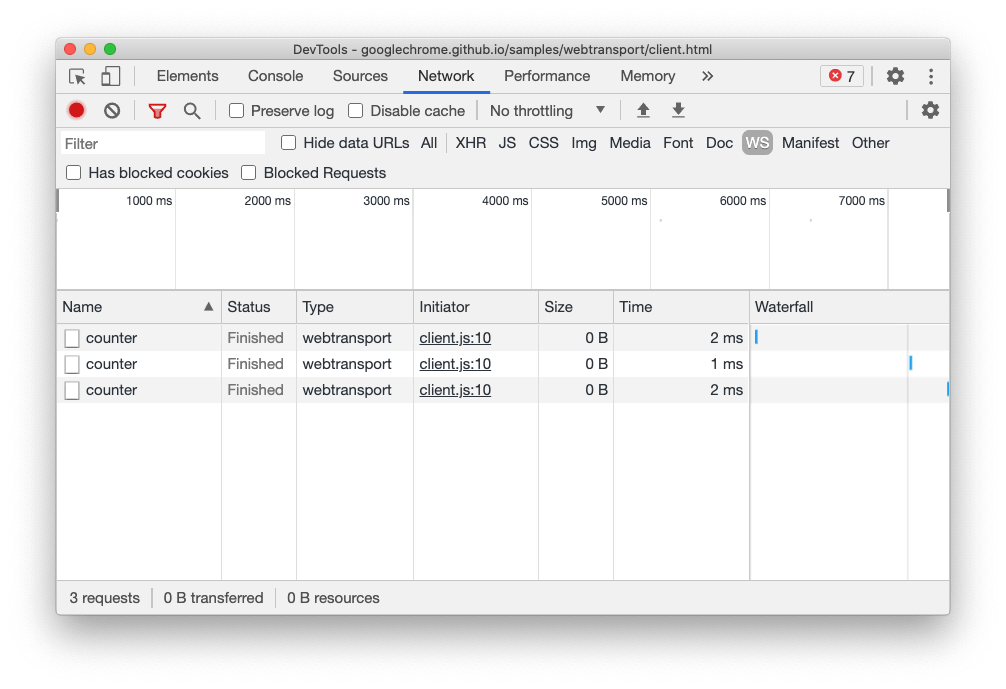 DevTools - googlechrome.github.io/samples/webtransport/client.html
Elements Console Sources Network Performance Memory » 7
Preserve log Disable cache No throttling
Filter Hide data URLs All XHR JS CSS Img Media Font Doc WS Manifest Other
Has blocked cookies Blocked Requests
1000 ms 2000 ms 3000 ms 4000 ms 5000 ms 6000 ms 7000 ms
Name Status Type Initiator Size Time Waterfall
counter Finished webtransport client.js:10 0 B 2 ms
counter Finished webtransport client.js:10 0 B 1 ms
counter Finished webtransport client.js:10 0 B 2 ms
3 requests 0 B transferred 0 B resources